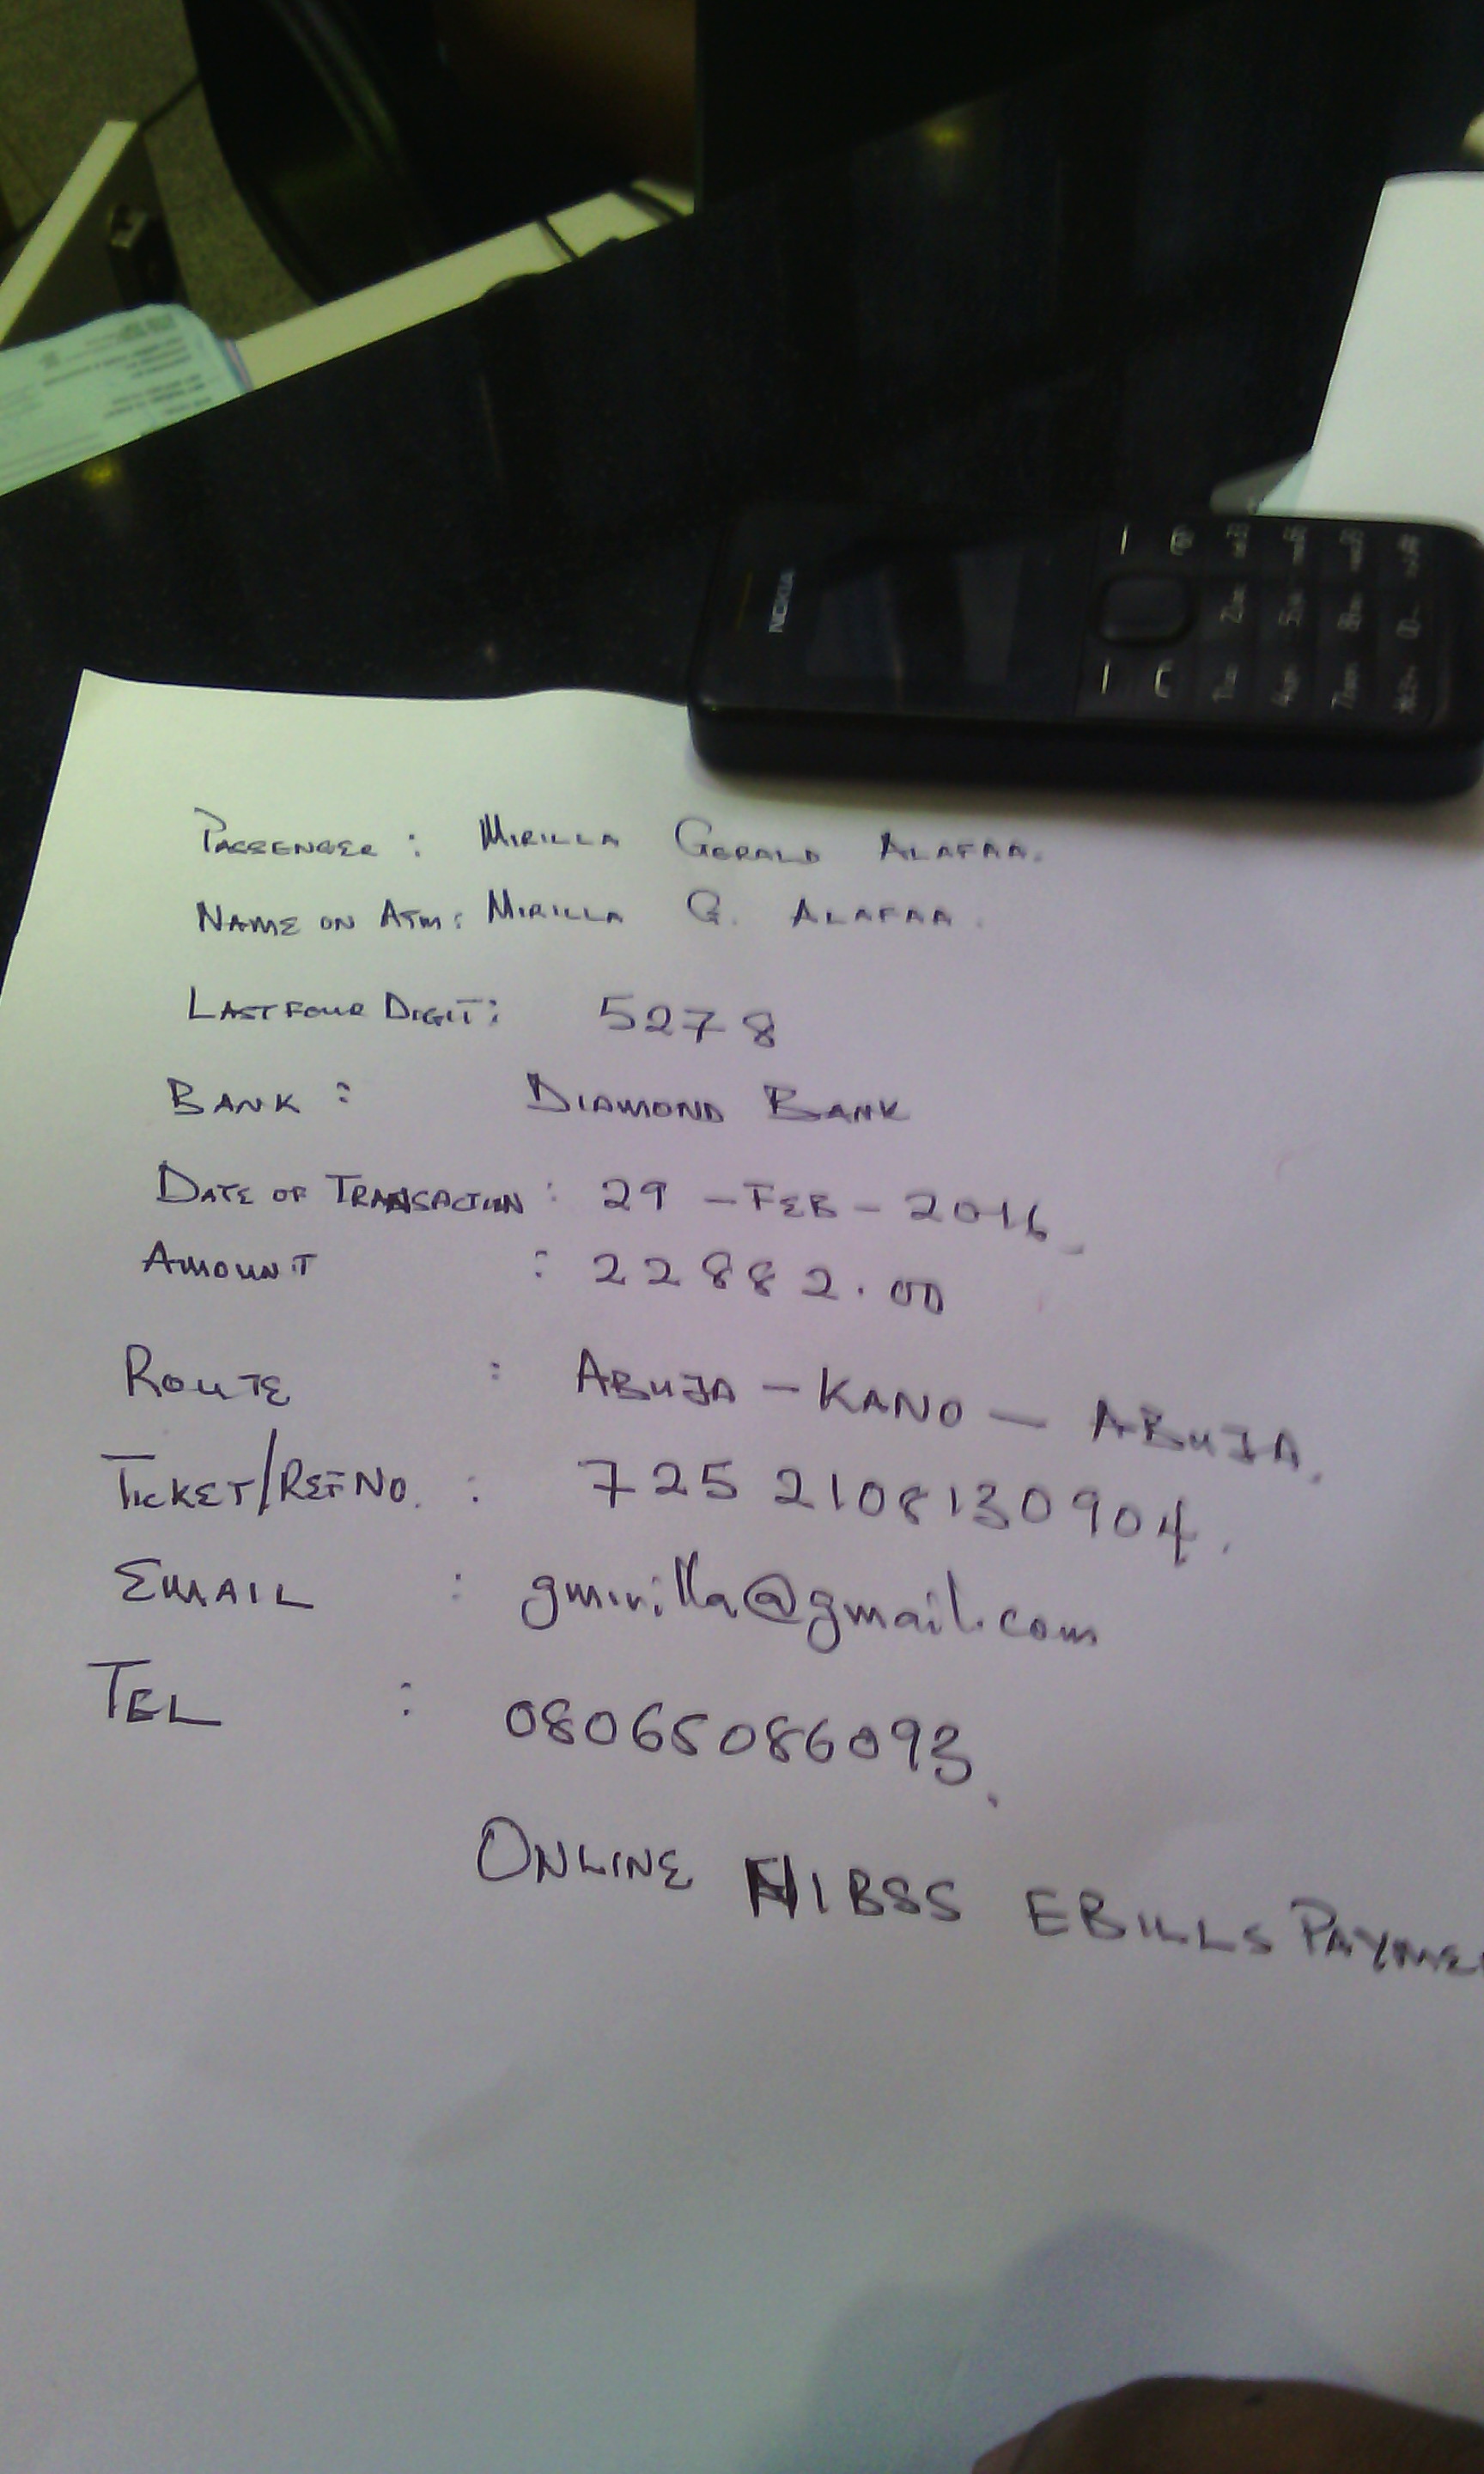 NOKIA
PASSENGER : MIRILLA GERALD ALAFAA.
NAME ON ATM: MIRILLA G. ALAFAA.
LAST FOUR DIGIT: 5278
BANK : DIAMOND BANK
DATE OF TRANSACTION : 29 - FEB - 2016.
AMOUNT : 22882.00
ROUTE : ABUJA - KANO - ABUJA.
TICKET/REF NO. : 725 2108130904.
EMAIL : gmirilla@gmail.com
TEL : 08065086093.
ONLINE NIBSS EBILLS PAYME